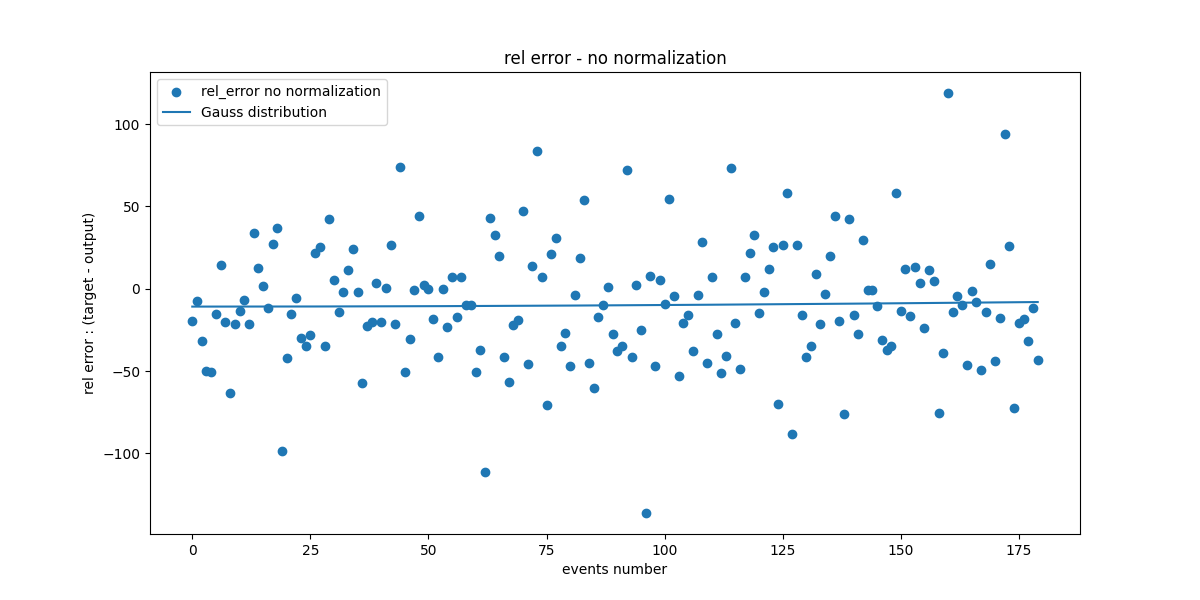 rel error - no normalization
rel_error no normalization
Gauss distribution
rel error : (target - output)
100
50
0
−50
−100
0 25 50 75 100 125 150 175
events number